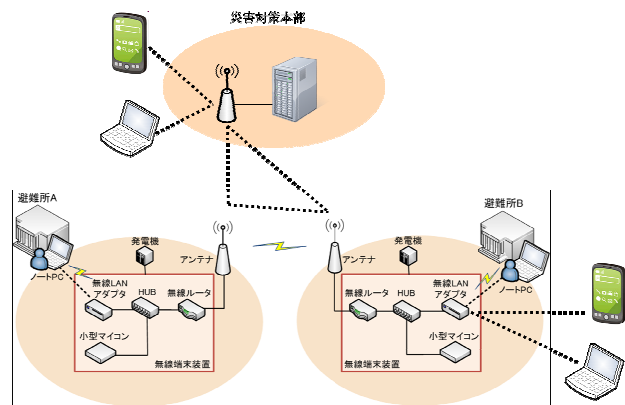 災害対策本部
避難所A
ノートPC
発電機
アンテナ
無線LAN
アダプタ
HUB
無線ルータ
小型マイコン
無線端末装置
避難所B
ノートPC
発電機
アンテナ
無線ルータ
HUB
無線LAN
アダプタ
小型マイコン
無線端末装置